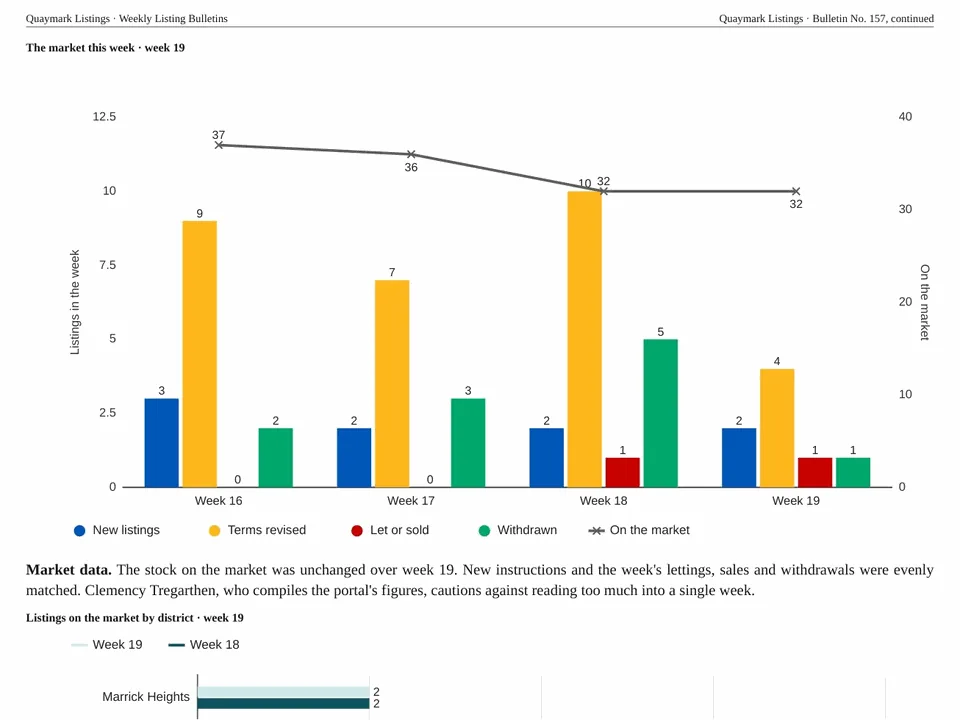 Quaymark Listings · Weekly Listing Bulletins
Quaymark Listings · Bulletin No. 157, continued
The market this week · week 19
12.5
10
7.5
5
2.5
0
Listings in the week
40
30
20
10
0
On the market
37
36
32
32
3
9
0
2
2
7
0
3
2
10
1
5
2
4
1
1
Week 16
Week 17
Week 18
Week 19
New listings
Terms revised
Let or sold
Withdrawn
On the market
Market data. The stock on the market was unchanged over week 19. New instructions and the week's lettings, sales and withdrawals were evenly
matched. Clemency Tregarthen, who compiles the portal's figures, cautions against reading too much into a single week.
Listings on the market by district · week 19
Week 19
Week 18
Marrick Heights
2
2